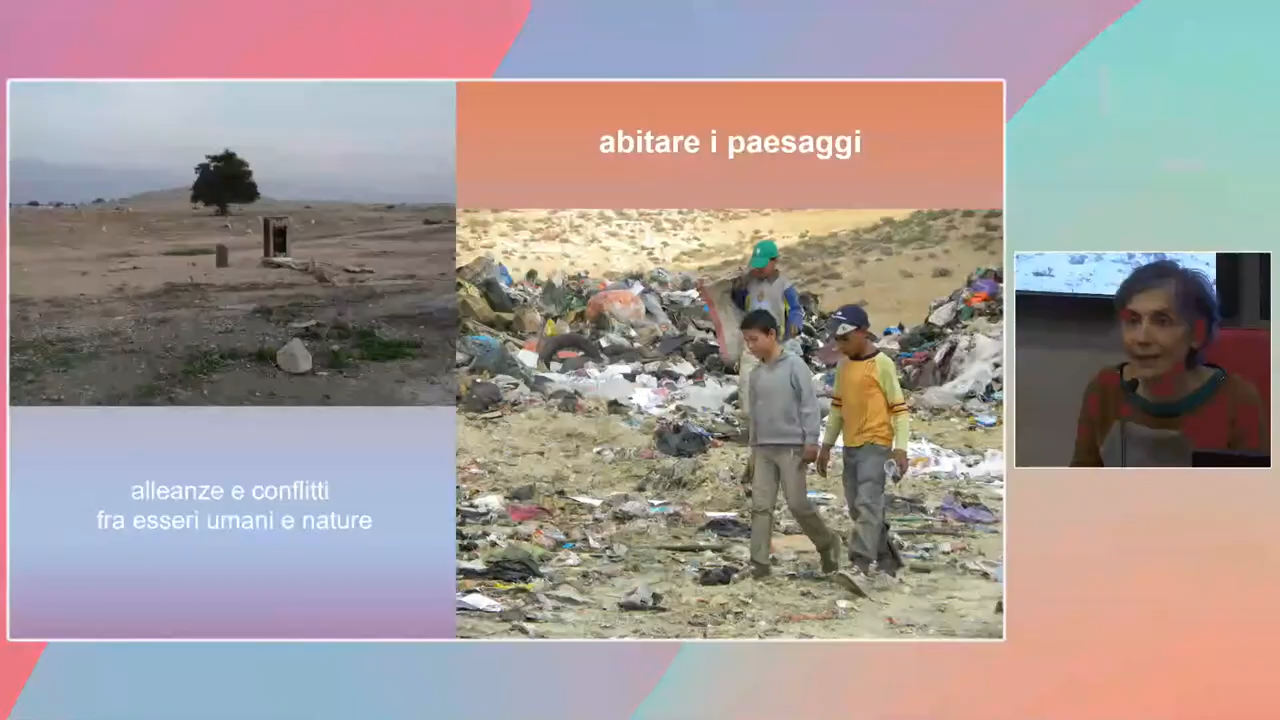 abitare i paesaggi
alleanze e conflitti
fra esseri umani e nature